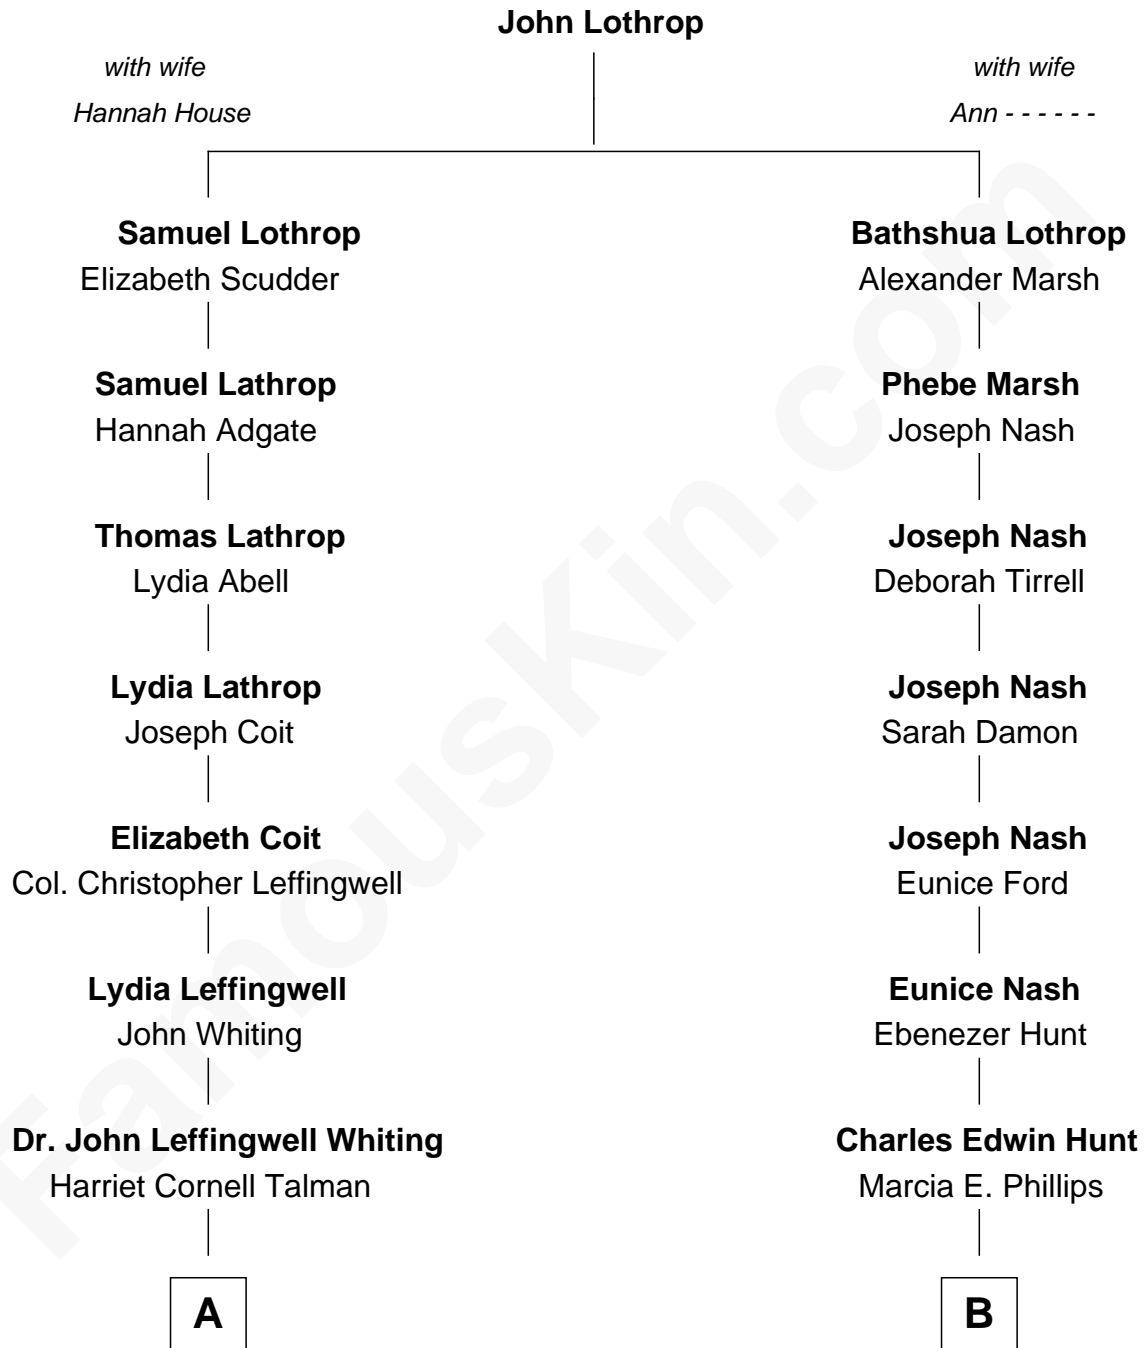 John Lothrop
with wife
Hannah House
with wife
Ann - - - - - -
Samuel Lothrop
Elizabeth Scudder
Bathshua Lothrop
Alexander Marsh
Samuel Lathrop
Hannah Adgate
Phebe Marsh
Joseph Nash
Thomas Lathrop
Lydia Abell
Joseph Nash
Deborah Tirrell
Lydia Lathrop
Joseph Coit
Joseph Nash
Sarah Damon
Elizabeth Coit
Col. Christopher Leffingwell
Joseph Nash
Eunice Ford
Lydia Leffingwell
John Whiting
Eunice Nash
Ebenezer Hunt
Dr. John Leffingwell Whiting
Harriet Cornell Talman
Charles Edwin Hunt
Marcia E. Phillips
A
B
FamousKin.com